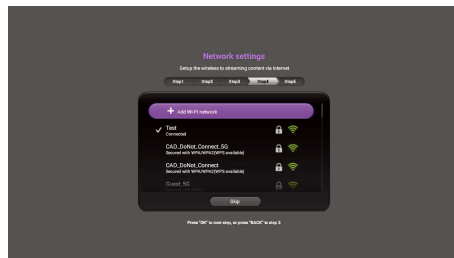 Network settings
Setup the wireless to streaming content via internet
Step1 Step2 Step3 Step4 Step5
Add Wi-Fi network
Test
Connected
CAD_DoNot_Connect_5G
Secured with WPA/WPA2(WPS available)
CAD_DoNot_Connect
Secured with WPA/WPA2(WPS available)
Guest_5G
Skip
Press "OK" to next step, or press "BACK" to step 3